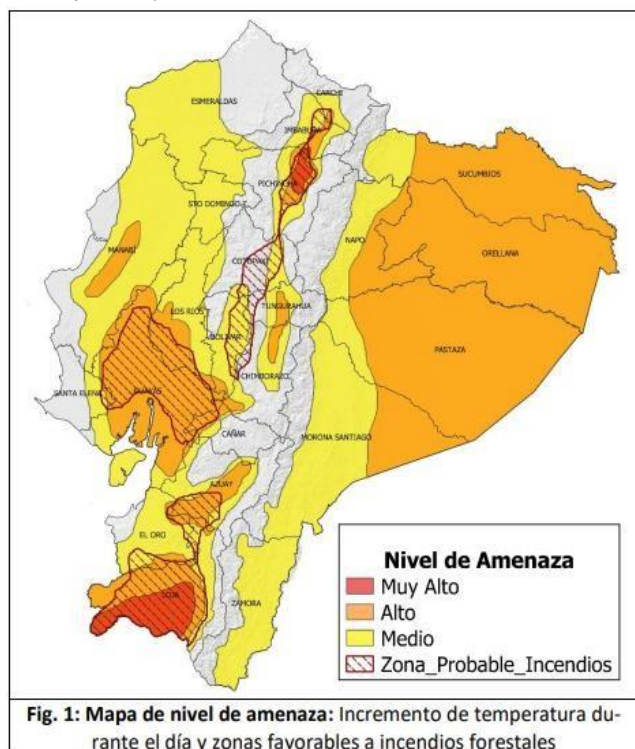 ESMERALDAS
CARCHI
IMBABURA
PICHINCHA
SUCUMBIOS
STO DOMINGO T.
NAPO
ORELLANA
MANABÍ
COTOPAXI
LOS RÍOS
TUNGURAHUA
BOLIVAR
PASTAZA
SANTA ELENA
GUAYAS
CHIMBORAZO
CAÑAR
MORONA SANTIAGO
AZUAY
EL ORO
LOJA
ZAMORA
Nivel de Amenaza
Muy Alto
Alto
Medio
Zona_Probable_Incendios
Fig. 1: Mapa de nivel de amenaza: Incremento de temperatura du-
rante el día y zonas favorables a incendios forestales